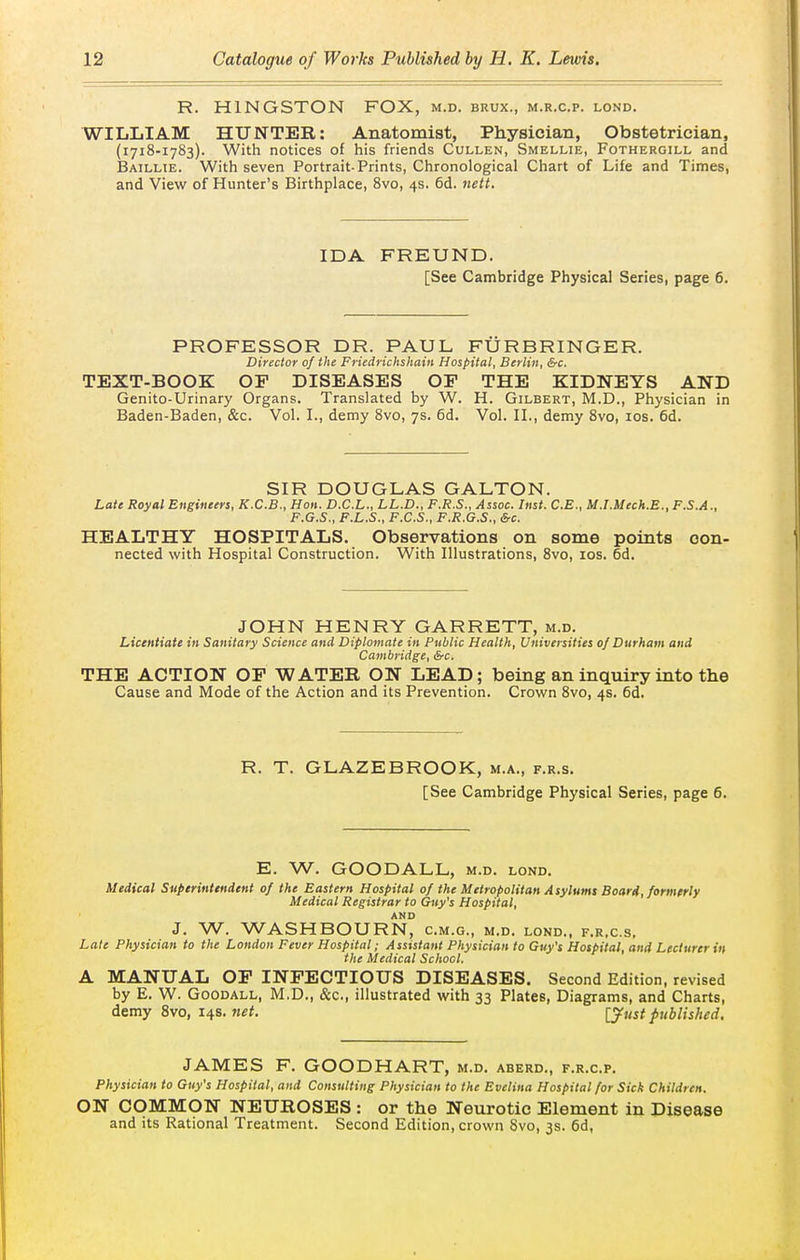 12 Catalogue of Works Published by H. K. Lewis.
R. HINGSTON FOX, M.D. BRUX., M.R.C.P. LOND.
WILLIAM HUNTER: Anatomist, Physician, Obstetrician,
(1718-1783). With notices of his friends CULLEN, SMELLIE, FOTHERGILL and
BAILLIE. With seven Portrait-Prints, Chronological Chart of Life and Times,
and View of Hunter's Birthplace, 8vo, 4s. 6d. nett.
IDA FREUND.
[See Cambridge Physical Series, page 6.
PROFESSOR DR. PAUL FÜRBRINGER.
Director of the Friedrichshain Hospital, Berlin, &c.
TEXT-BOOK OF DISEASES OF THE KIDNEYS AND
Genito-Urinary Organs. Translated by W. H. GILBERT, M.D., Physician in
Baden-Baden, &c. Vol. I., demy 8vo, 7s. 6d. Vol. II., demy 8vo, 10s. 6d.
SIR DOUGLAS GALTON.
Late Royal Engineers, K.C.B., Hon. D.C.L., LL.D., F.R.S., Assoc. Inst. C.E., M.I.Mech.E., F.S.A.,
F.G.S., F.L.S., F.C.S., F.R.G.S., &c.
HEALTHY HOSPITALS. Observations on some points con-
nected with Hospital Construction. With Illustrations, 8vo, 10s. 6d.
JOHN HENRY GARRETT, M.D.
Licentiate in Sanitary Science and Diplomate in Public Health, Universities of Durham and
Cambridge, &c.
THE ACTION OF WATER ON LEAD; being an inquiry into the
Cause and Mode of the Action and its Prevention. Crown 8vo, 4s. 6d.
R. T. GLAZEBROOK, M.A., F.R.S.
[See Cambridge Physical Series, page 6.
E. W. GOODALL, M.D. LOND.
Medical Superintendent of the Eastern Hospital of the Metropolitan Asylums Board, formerly
Medical Registrar to Guy's Hospital,
AND
J. W. WASHBOURN, C.M.G., M.D. LOND., F.R.C.S,
Late Physician to the London Fever Hospital; Assistant Physician to Guy's Hospital, and Lecturer in
the Medical School.
A MANUAL OF INFECTIOUS DISEASES. Second Edition, revised
by E. W. GOODALL, M.D., &c., illustrated with 33 Plates, Diagrams, and Charts,
demy 8vo, 14s. net. [Just published.
JAMES F. GOODHART, M.D. ABERD., F.R.C.P.
Physician to Guy's Hospital, and Consulting Physician to the Evelina Hospital for Sick Children.
ON COMMON NEUROSES: or the Neurotic Element in Disease
and its Rational Treatment. Second Edition, crown 8vo, 3s. 6d,